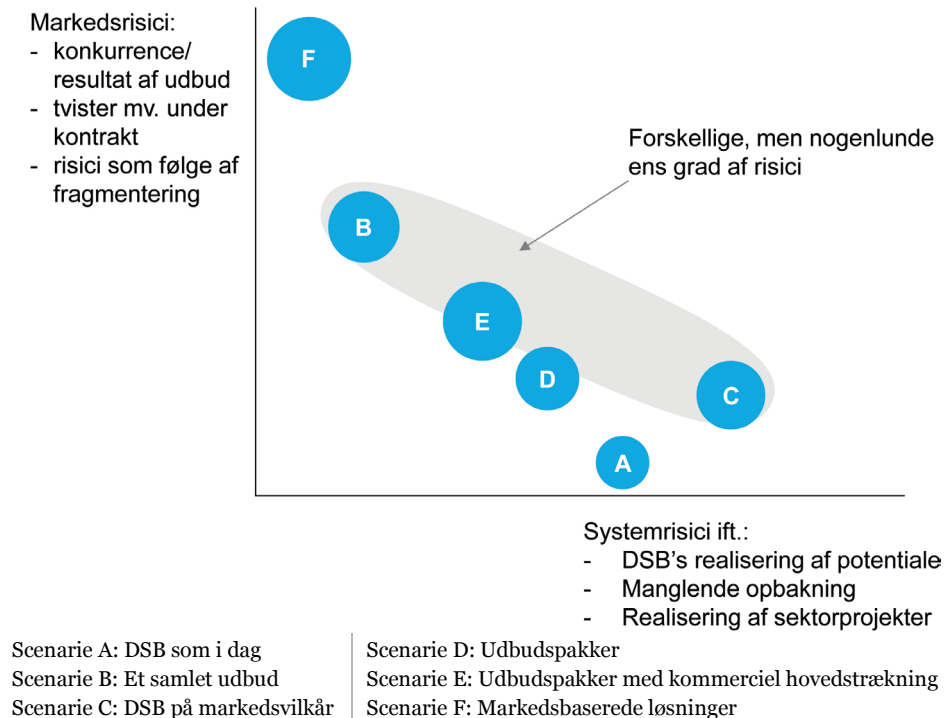 Markedsrisici:
- konkurrence/
resultat af udbud
- tvister mv. under
kontrakt
- risici som følge af
fragmentering
F
Forskellige, men nogenlunde
ens grad af risici
B
E
D
C
A
Systemrisici ift.:
- DSB's realisering af potentiale
- Manglende opbakning
- Realisering af sektorprojekter
Scenarie A: DSB som i dag
Scenarie B: Et samlet udbud
Scenarie C: DSB på markedsvilkår
Scenarie D: Udbudspakker
Scenarie E: Udbudspakker med kommerciel hovedstrækning
Scenarie F: Markedsbaserede løsninger